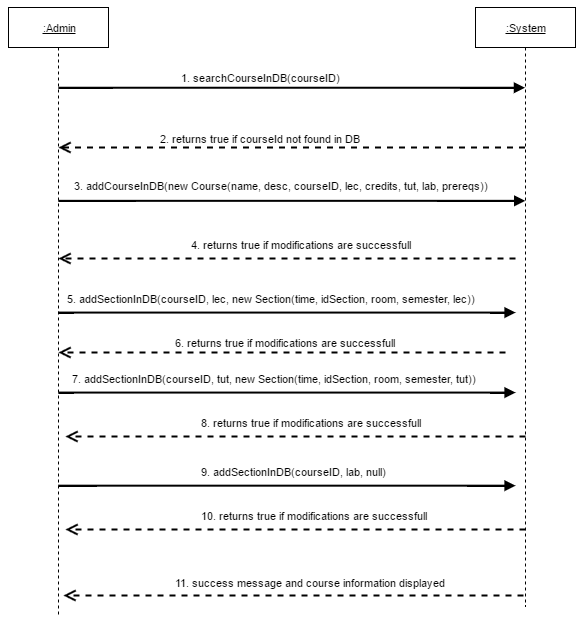 :Admin
:System
1. searchCourseInDB(courseID)
2. returns true if courseId not found in DB
3. addCourseInDB(new Course(name, desc, courseID, lec, credits, tut, lab, prereqs))
4. returns true if modifications are successfull
5. addSectionInDB(courseID, lec, new Section(time, idSection, room, semester, lec))
6. returns true if modifications are successfull
7. addSectionInDB(courseID, tut, new Section(time, idSection, room, semester, tut))
8. returns true if modifications are successfull
9. addSectionInDB(courseID, lab, null)
10. returns true if modifications are successfull
11. success message and course information displayed